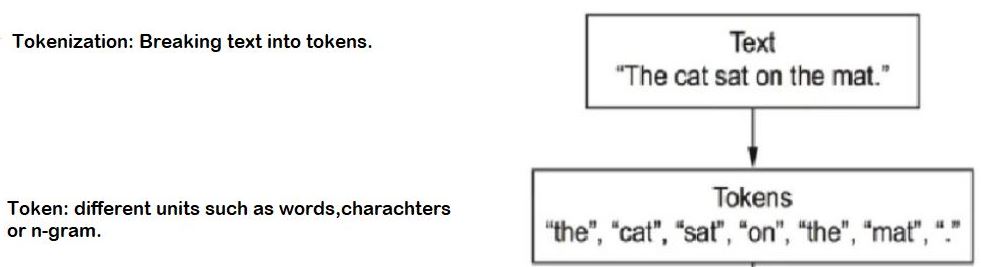 Tokenization: Breaking text into tokens.
Text
“The cat sat on the mat.”
Token: different units such as words,charachters
or n-gram.
Tokens
“the”, “cat”, “sat”, “on”, “the”, “mat”, “.”